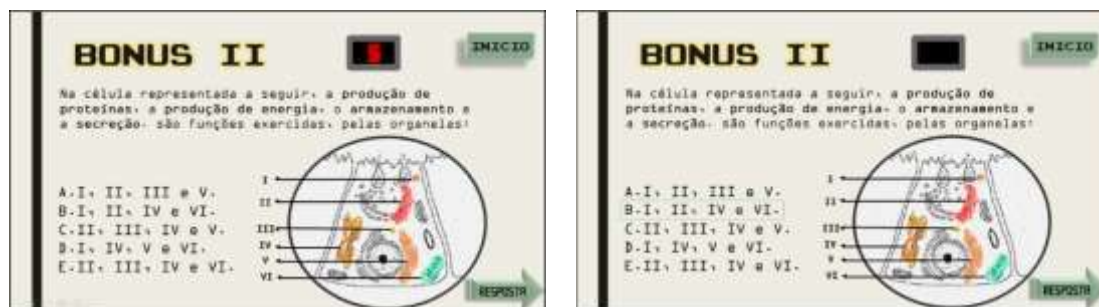 BONUS II
5
INICIO
Na célula representada a seguir, a produção de
proteínas, a produção de energia, o armazenamento e
a secreção, são funções exercidas, pelas organelas:
A.I, II, III e V.
B.I, II, IV e VI.
C.II, III, IV e V.
D.I, IV, V e VI.
E.II, III, IV e VI.
I
II
III
IV
V
VI
RESPOSTA
BONUS II
INICIO
Na célula representada a seguir, a produção de
proteínas, a produção de energia, o armazenamento e
a secreção, são funções exercidas, pelas organelas:
A.I, II, III e V.
B.I, II, IV e VI.
C.II, III, IV e V.
D.I, IV, V e VI.
E.II, III, IV e VI.
I
II
III
IV
V
VI
RESPOSTA